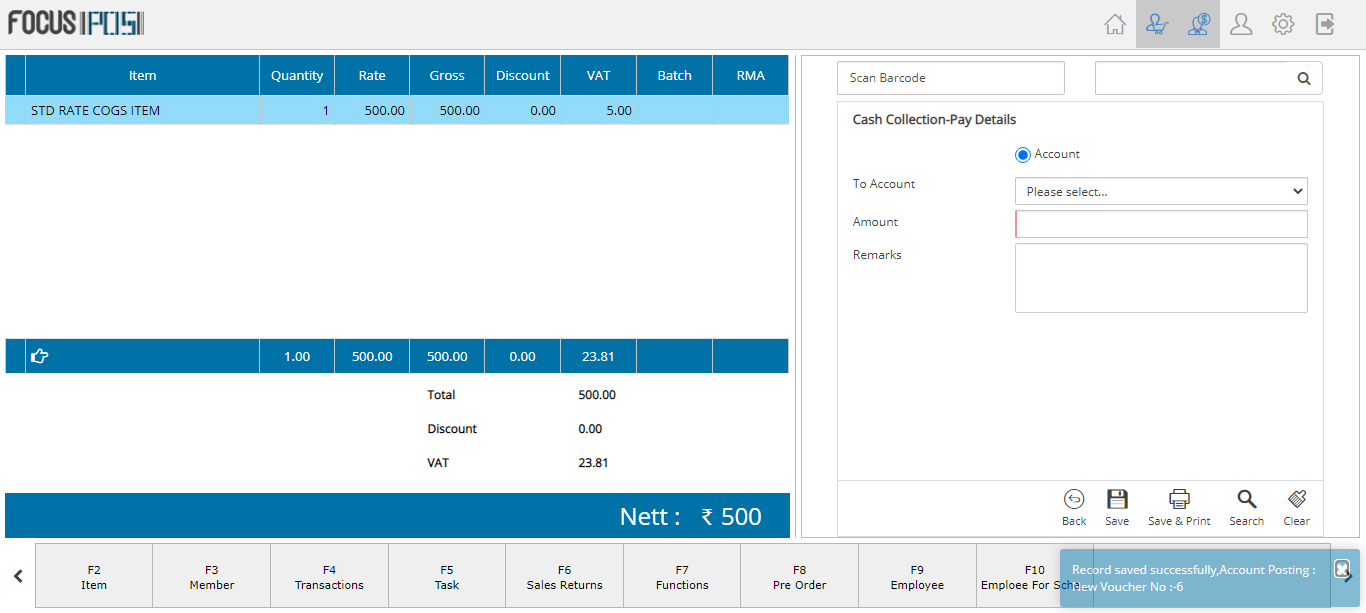 FOCUS POS
Item Quantity Rate Gross Discount VAT Batch RMA
STD RATE COGS ITEM 1 500.00 500.00 0.00 5.00
1.00 500.00 500.00 0.00 23.81
Total 500.00
Discount 0.00
VAT 23.81
Nett : ₹ 500
Scan Barcode
Cash Collection-Pay Details
Account
To Account Please select...
Amount
Remarks
Back Save Save & Print Search Clear
F2 F3 F4 F5 F6 F7 F8 F9 F10
Item Member Transactions Task Sales Returns Functions Pre Order Employee Emploee For Sch
Record saved successfully,Account Posting :
New Voucher No :-6